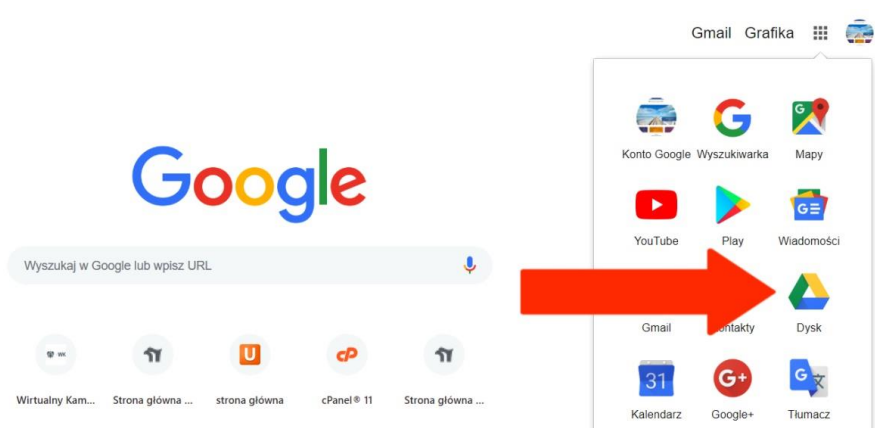 Gmail Grafika
Google
Wyszukaj w Google lub wpisz URL
Wirtualny Kam...
Strona główna ...
strona główna
cPanel® 11
Strona główna ...
Konto Google
Wyszukiwarka
Mapy
YouTube
Play
Wiadomości
Gmail
Dysk
31
Kalendarz
G+
Google+
Tłumacz